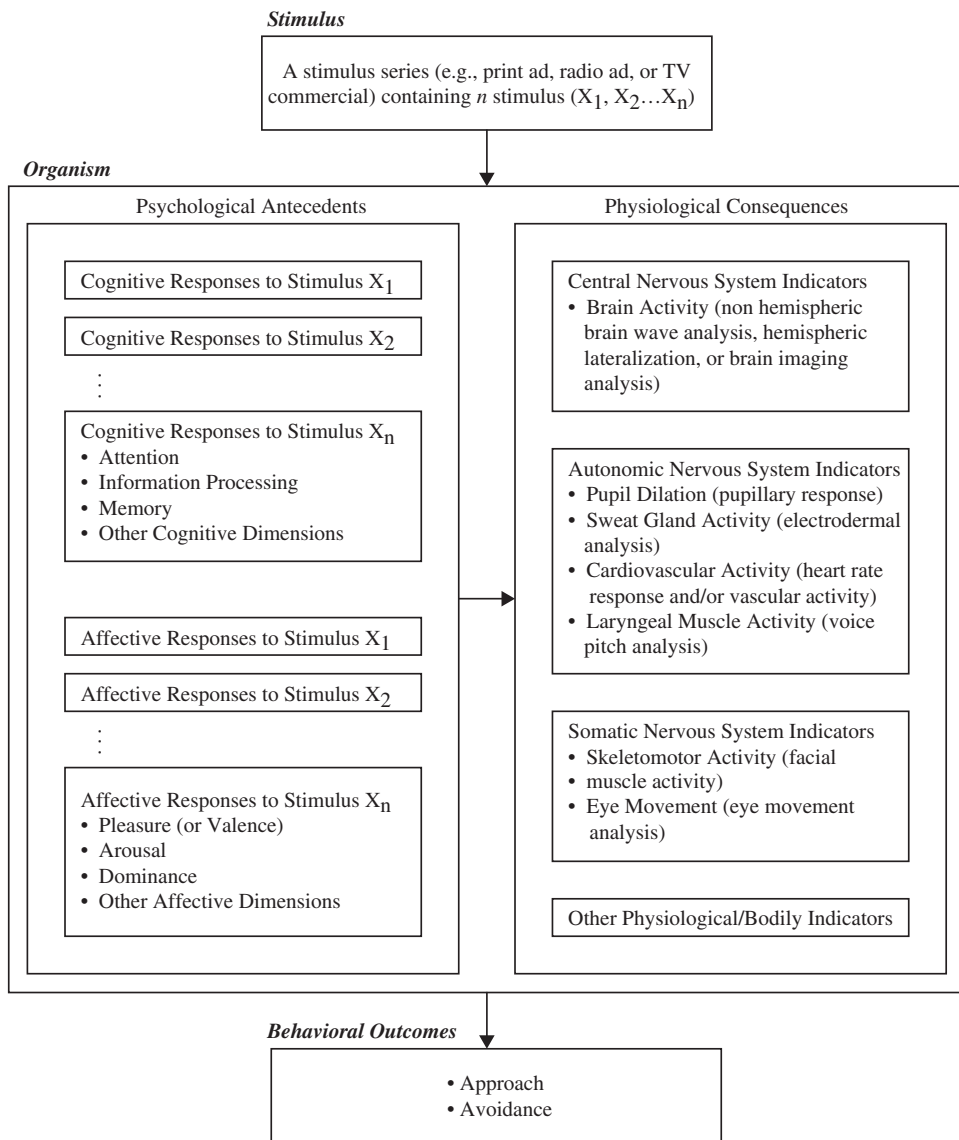 Stimulus
A stimulus series (e.g., print ad, radio ad, or TV
commercial) containing n stimulus (X1, X2…Xn)
Organism
Psychological Antecedents
Cognitive Responses to Stimulus X1
Cognitive Responses to Stimulus X2
⋮
Cognitive Responses to Stimulus Xn
• Attention
• Information Processing
• Memory
• Other Cognitive Dimensions
Affective Responses to Stimulus X1
Affective Responses to Stimulus X2
⋮
Affective Responses to Stimulus Xn
• Pleasure (or Valence)
• Arousal
• Dominance
• Other Affective Dimensions
Physiological Consequences
Central Nervous System Indicators
• Brain Activity (non hemispheric
brain wave analysis, hemispheric
lateralization, or brain imaging
analysis)
Autonomic Nervous System Indicators
• Pupil Dilation (pupillary response)
• Sweat Gland Activity (electrodermal
analysis)
• Cardiovascular Activity (heart rate
response and/or vascular activity)
• Laryngeal Muscle Activity (voice
pitch analysis)
Somatic Nervous System Indicators
• Skeletomotor Activity (facial
• muscle activity)
• Eye Movement (eye movement
analysis)
Other Physiological/Bodily Indicators
Behavioral Outcomes
• Approach
• Avoidance